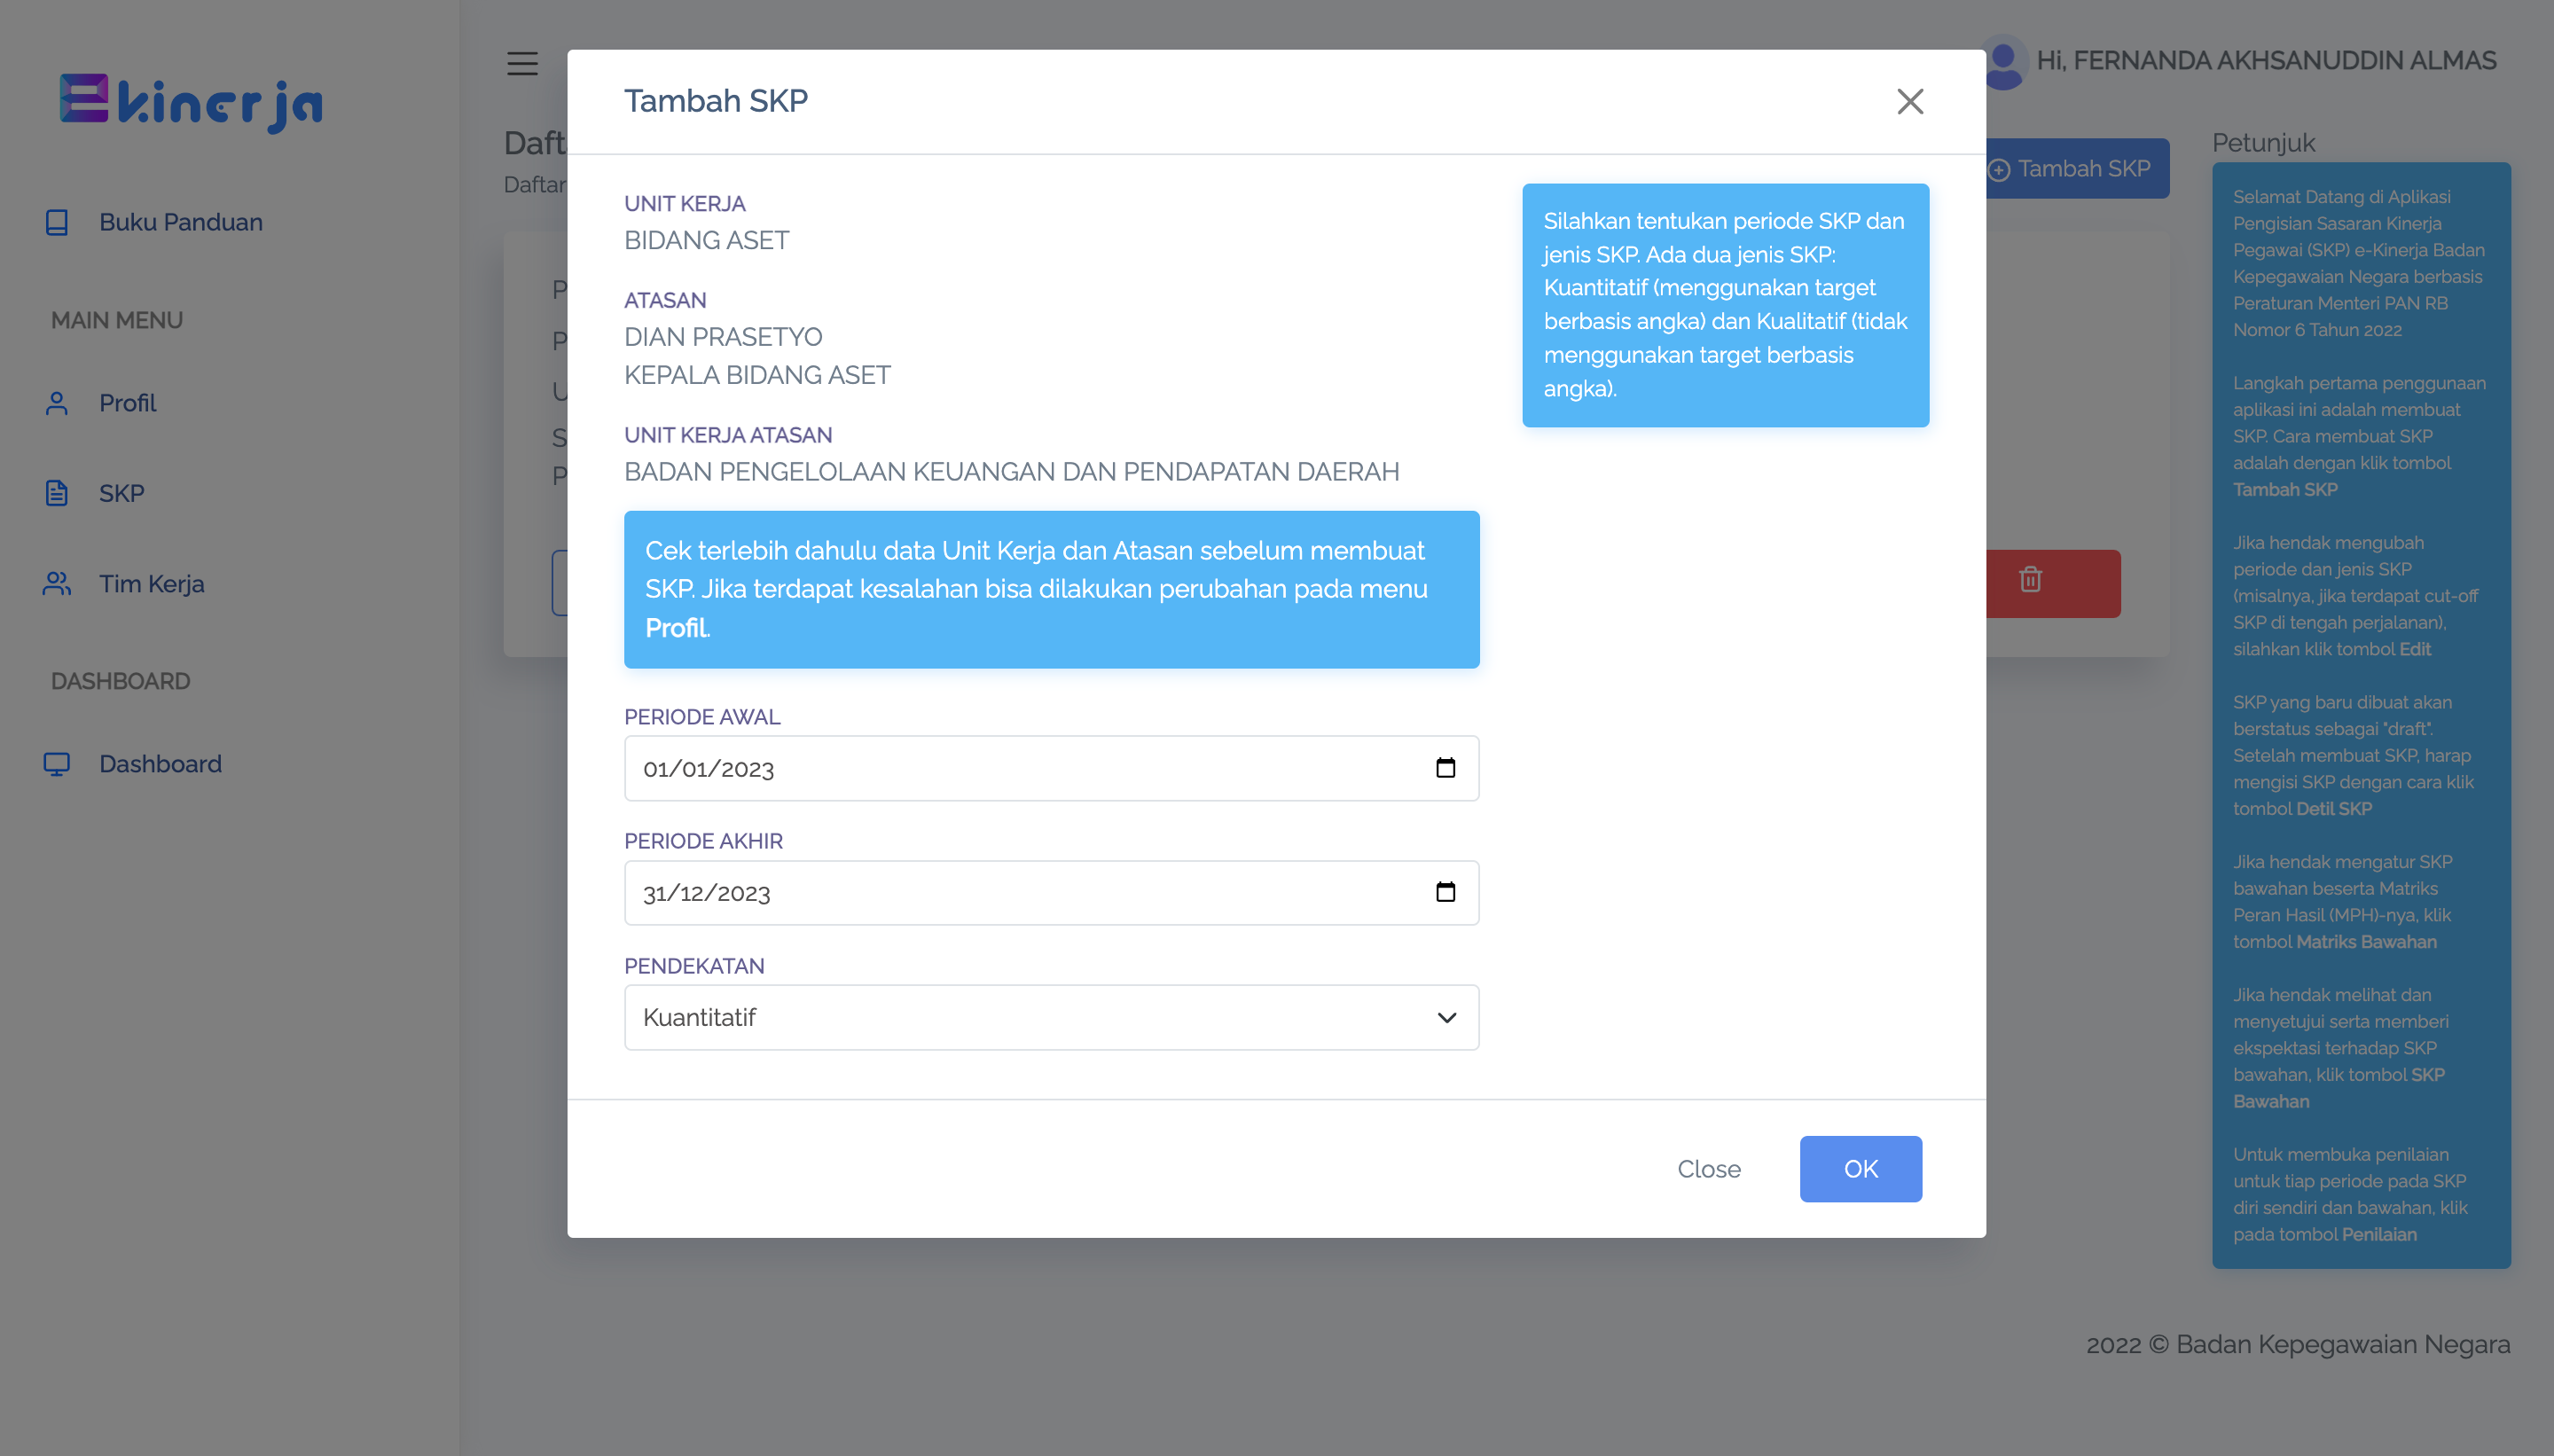 Ekinerja
Buku Panduan
MAIN MENU
Profil
SKP
Tim Kerja
DASHBOARD
Dashboard
Hi, FERNANDA AKHSANUDDIN ALMAS
Daftar
Tambah SKP
Tambah SKP
UNIT KERJA
BIDANG ASET
ATASAN
DIAN PRASETYO
KEPALA BIDANG ASET
UNIT KERJA ATASAN
BADAN PENGELOLAAN KEUANGAN DAN PENDAPATAN DAERAH
Cek terlebih dahulu data Unit Kerja dan Atasan sebelum membuat
SKP. Jika terdapat kesalahan bisa dilakukan perubahan pada menu
Profil.
PERIODE AWAL
01/01/2023
PERIODE AKHIR
31/12/2023
PENDEKATAN
Kuantitatif
Close
OK
Silahkan tentukan periode SKP dan
jenis SKP. Ada dua jenis SKP:
Kuantitatif (menggunakan target
berbasis angka) dan Kualitatif (tidak
menggunakan target berbasis
angka).
Petunjuk
Selamat Datang di Aplikasi
Pengisian Sasaran Kinerja
Pegawai (SKP) e-Kinerja Badan
Kepegawaian Negara berbasis
Peraturan Menteri PAN RB
Nomor 6 Tahun 2022
Langkah pertama penggunaan
aplikasi ini adalah membuat
SKP. Cara membuat SKP
adalah dengan klik tombol
Tambah SKP
Jika hendak mengubah
periode dan jenis SKP
(misalnya, jika terdapat cut-off
SKP di tengah perjalanan),
silahkan klik tombol Edit
SKP yang baru dibuat akan
berstatus sebagai "draft".
Setelah membuat SKP, harap
mengisi SKP dengan cara klik
tombol Detil SKP
Jika hendak mengatur SKP
bawahan beserta Matriks
Peran Hasil (MPH)-nya, klik
tombol Matriks Bawahan
Jika hendak melihat dan
menyetujui serta memberi
ekspektasi terhadap SKP
bawahan, klik tombol SKP
Bawahan
Untuk membuka penilaian
untuk tiap periode pada SKP
diri sendiri dan bawahan, klik
pada tombol Penilaian
2022 © Badan Kepegawaian Negara